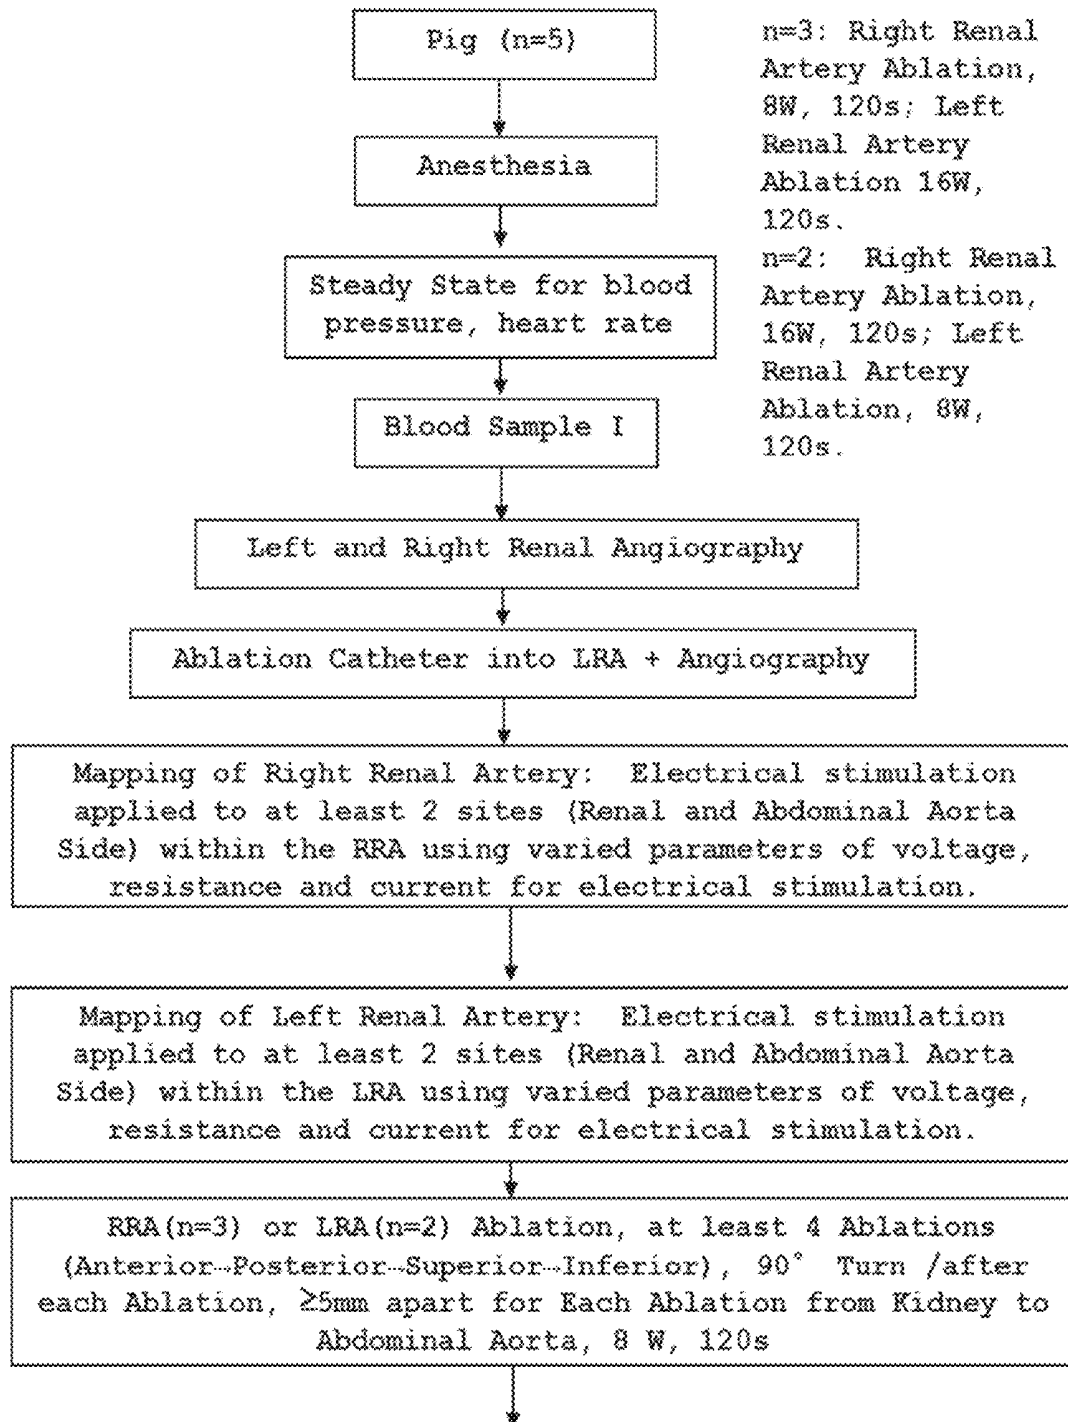 Pig (n=5)
n=3: Right Renal
Artery Ablation,
8W, 120s; Left
Renal Artery
Ablation 16W,
120s.
n=2: Right Renal
Artery Ablation,
16W, 120s; Left
Renal Artery
Ablation, 8W,
120s.
Anesthesia
Steady State for blood
pressure, heart rate
Blood Sample I
Left and Right Renal Angiography
Ablation Catheter into LRA + Angiography
Mapping of Right Renal Artery: Electrical stimulation
applied to at least 2 sites (Renal and Abdominal Aorta
Side) within the RRA using varied parameters of voltage,
resistance and current for electrical stimulation.
Mapping of Left Renal Artery: Electrical stimulation
applied to at least 2 sites (Renal and Abdominal Aorta
Side) within the LRA using varied parameters of voltage,
resistance and current for electrical stimulation.
RRA(n=3) or LRA(n=2) Ablation, at least 4 Ablations
(Anterior→Posterior→Superior→Inferior), 90° Turn /after
each Ablation, ≥5mm apart for Each Ablation from Kidney to
Abdominal Aorta, 8 W, 120s